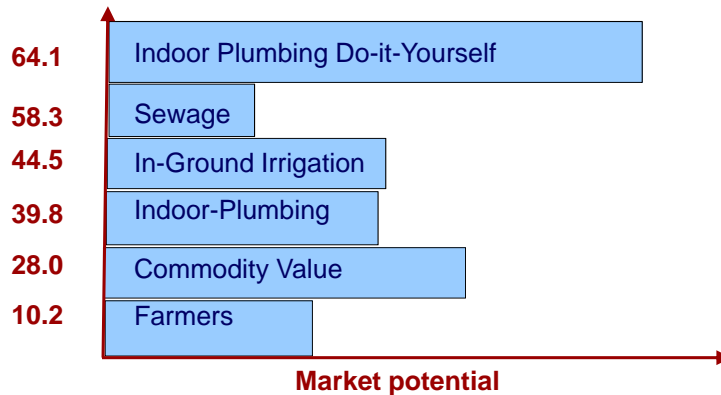 64.1 Indoor Plumbing Do-it-Yourself
58.3 Sewage
44.5 In-Ground Irrigation
39.8 Indoor-Plumbing
28.0 Commodity Value
10.2 Farmers
Market potential